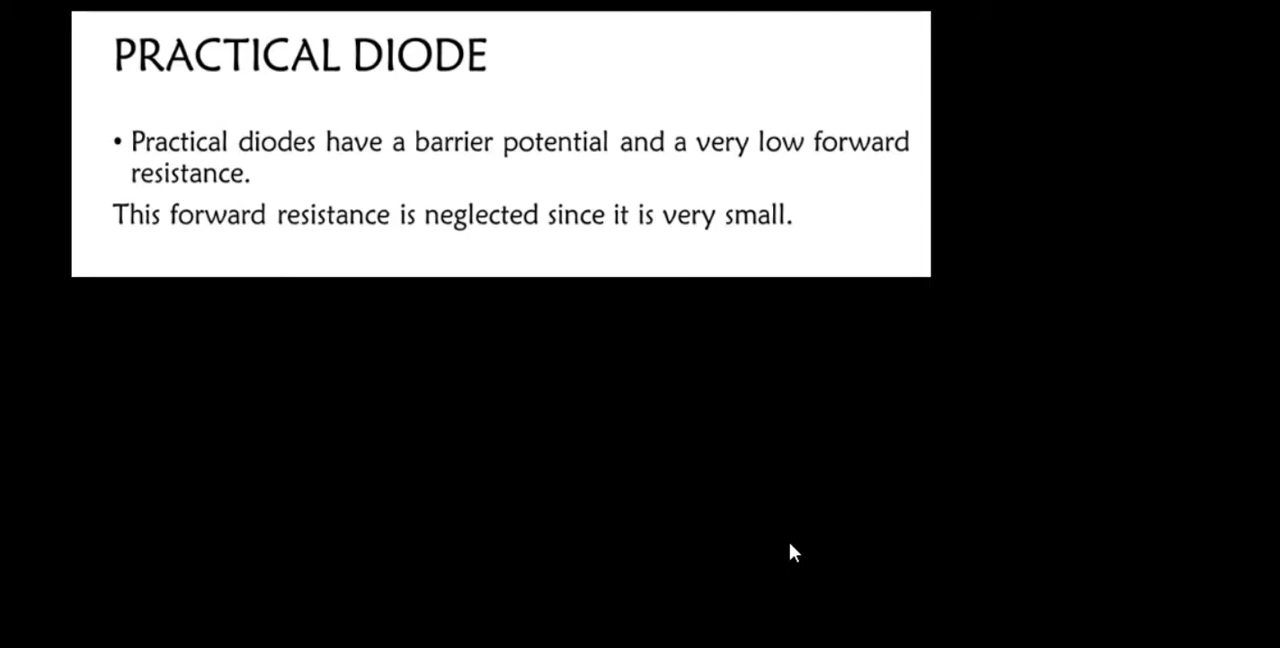 PRACTICAL DIODE
• Practical diodes have a barrier potential and a very low forward
resistance.
This forward resistance is neglected since it is very small.